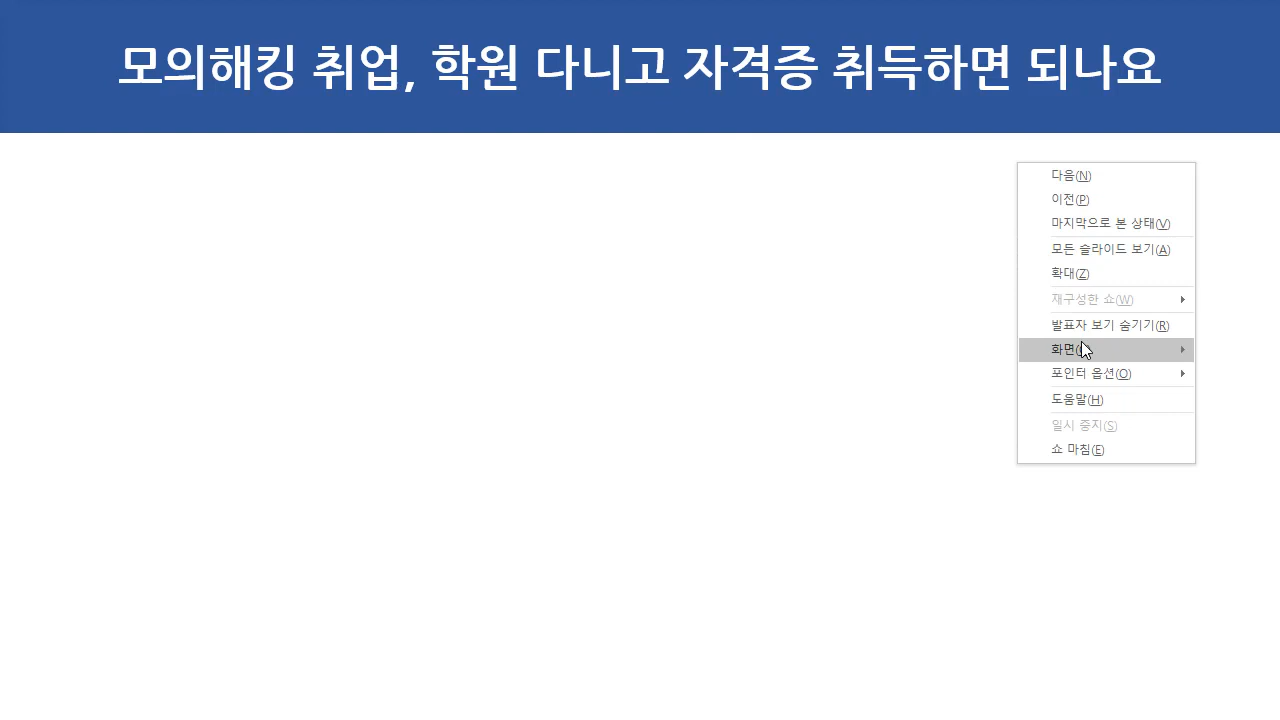 모의해킹 취업, 학원 다니고 자격증 취득하면 되나요
다음(N)
이전(P)
마지막으로 본 상태(V)
모든 슬라이드 보기(A)
확대(Z)
재구성한 쇼(W)
발표자 보기 숨기기(R)
화면
포인터 옵션(O)
도움말(H)
일시 중지(S)
쇼 마침(E)